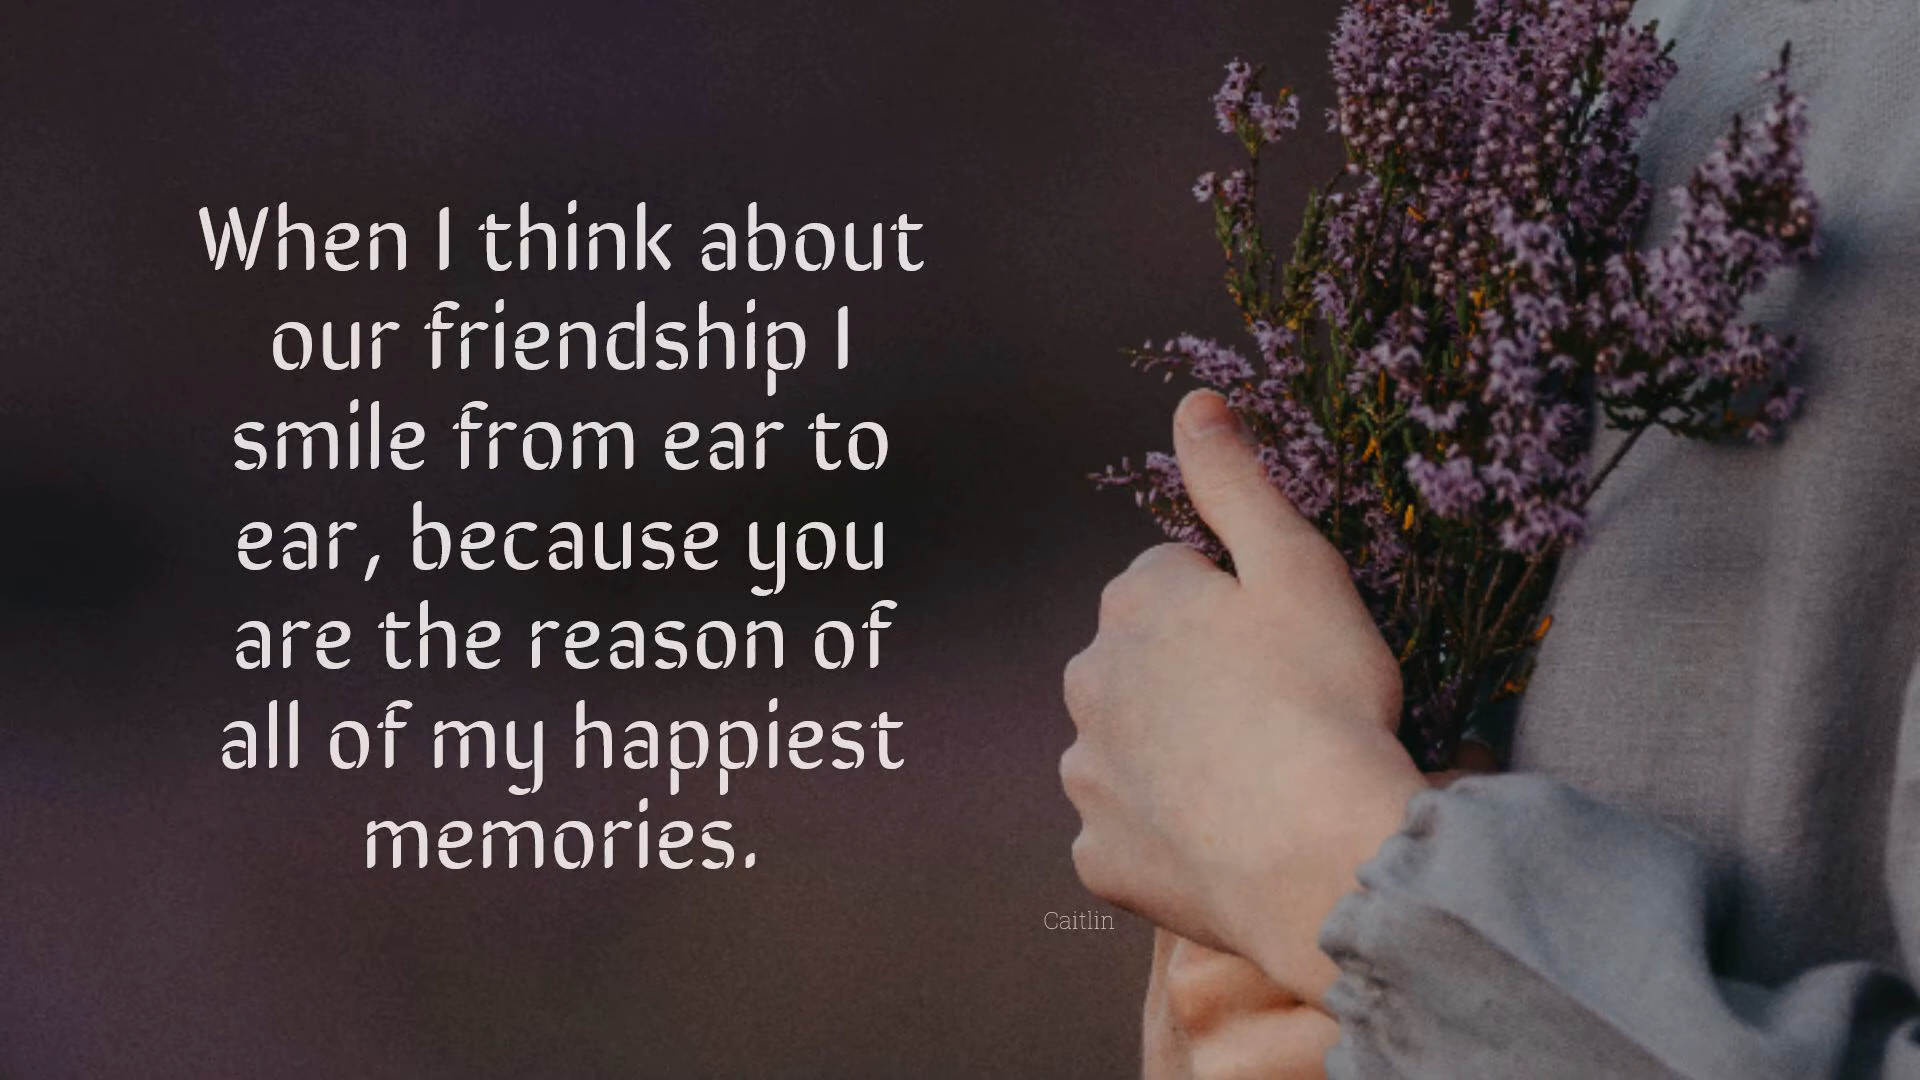 When I think about
our friendship I
smile from ear to
ear, because you
are the reason of
all of my happiest
memories.
Caitlin